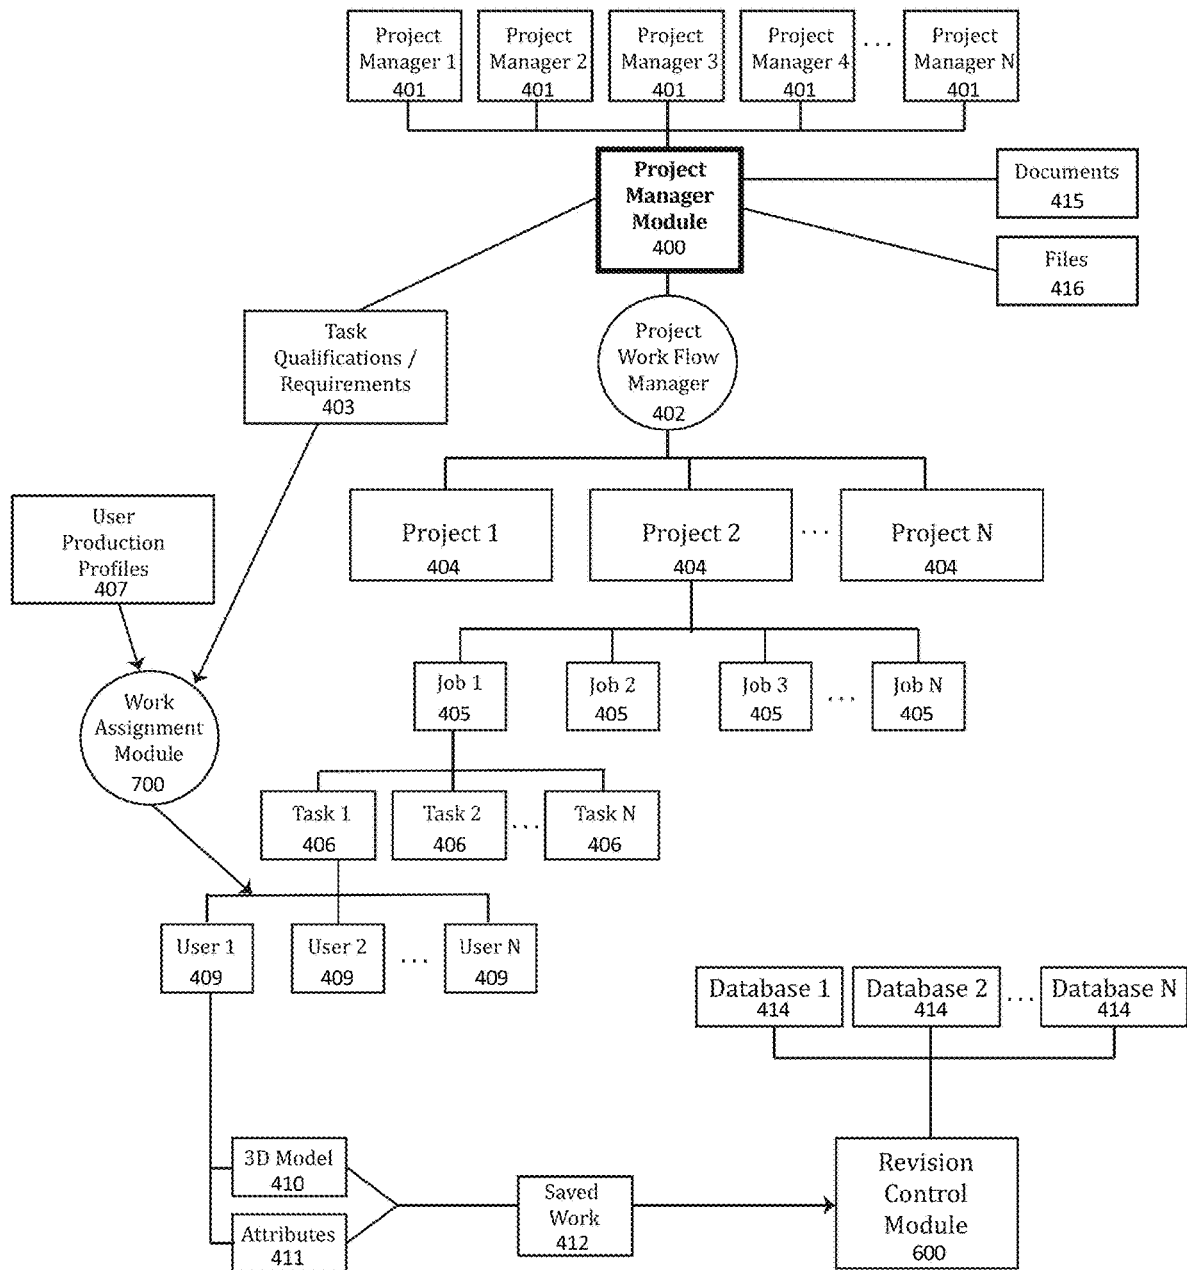 Project
Manager 1
401
Project
Manager 2
401
Project
Manager 3
401
Project
Manager 4
401
...
Project
Manager N
401
Project
Manager
Module
400
Documents
415
Files
416
Task
Qualifications /
Requirements
403
Project
Work Flow
Manager
402
User
Production
Profiles
407
Project 1
404
Project 2
404
...
Project N
404
Work
Assignment
Module
700
Job 1
405
Job 2
405
Job 3
405
...
Job N
405
Task 1
406
Task 2
406
...
Task N
406
User 1
409
User 2
409
...
User N
409
Database 1
414
Database 2
414
...
Database N
414
3D Model
410
Attributes
411
Saved
Work
412
Revision
Control
Module
600